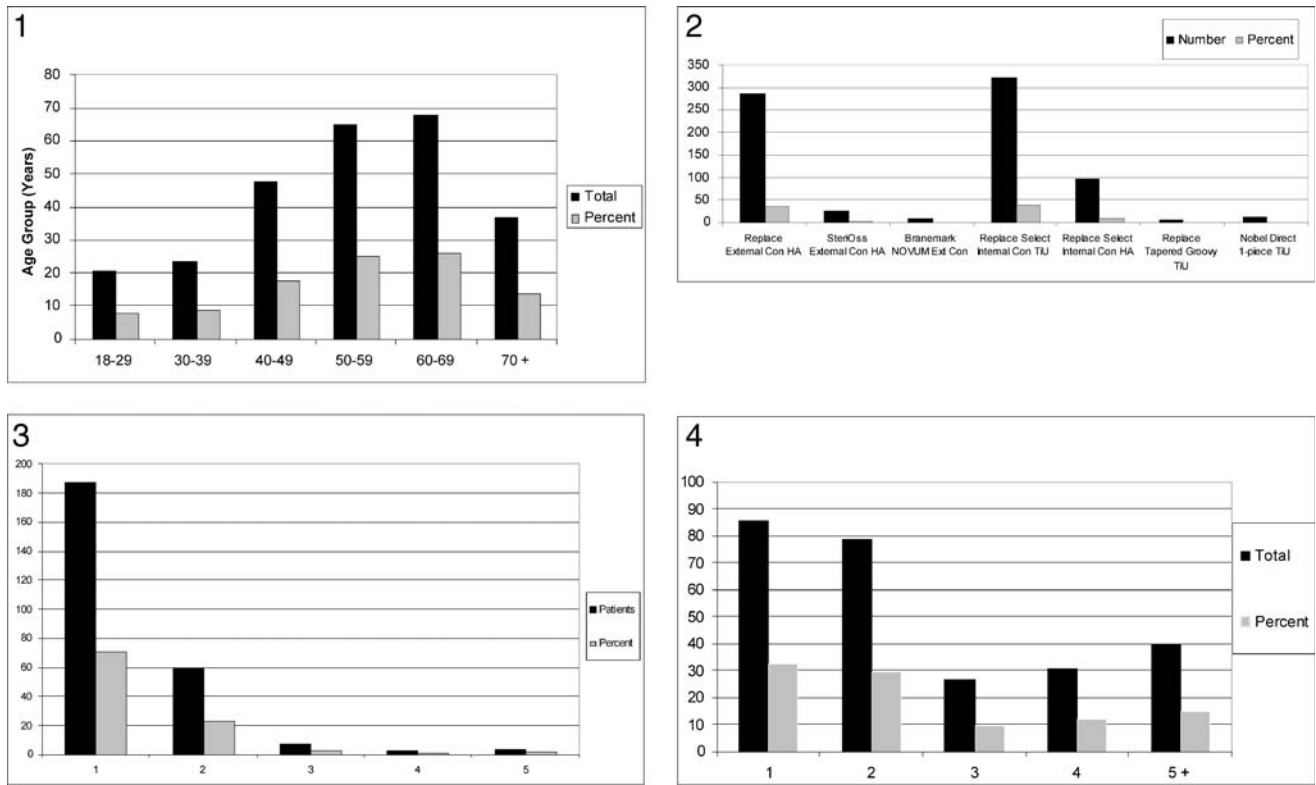 1
80
70
60
50
40
30
20
10
0
Age Group (Years)
18-29 30-39 40-49 50-59 60-69 70 +
Total
Percent
2
Number Percent
350
300
250
200
150
100
50
0
Replace External Con HA
SteriOss External Con HA
Branemark NOVUM Ext Con
Replace Select Internal Con TiU
Replace Select Internal Con HA
Replace Tapered Groovy TiU
Nobel Direct 1-piece TiU
3
200
180
160
140
120
100
80
60
40
20
0
1 2 3 4 5
Patients
Percent
4
100
90
80
70
60
50
40
30
20
10
0
1 2 3 4 5 +
Total
Percent